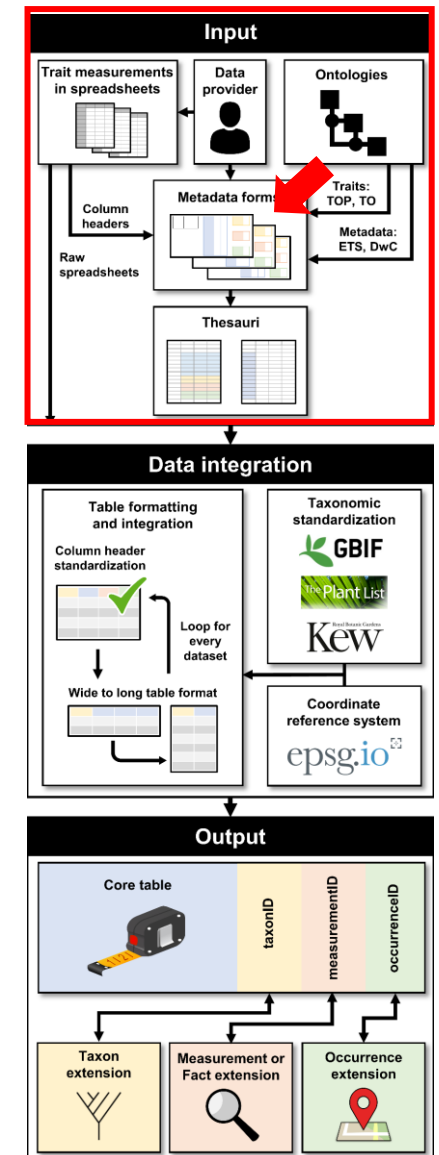 Input
Trait measurements
in spreadsheets
Data
provider
Ontologies
Metadata forms
Traits:
TOP, TO
Column
headers
Metadata:
ETS, DwC
Raw
spreadsheets
Thesauri
Data integration
Table formatting
and integration
Column header
standardization
Loop for
every
dataset
Wide to long table format
Taxonomic
standardization
GBIF
The Plant List
Royal Botanic Gardens
Kew
Coordinate
reference system
epsg.io
Output
Core table
taxonID
measurementID
occurrenceID
Taxon
extension
Measurement or
Fact extension
Occurrence
extension